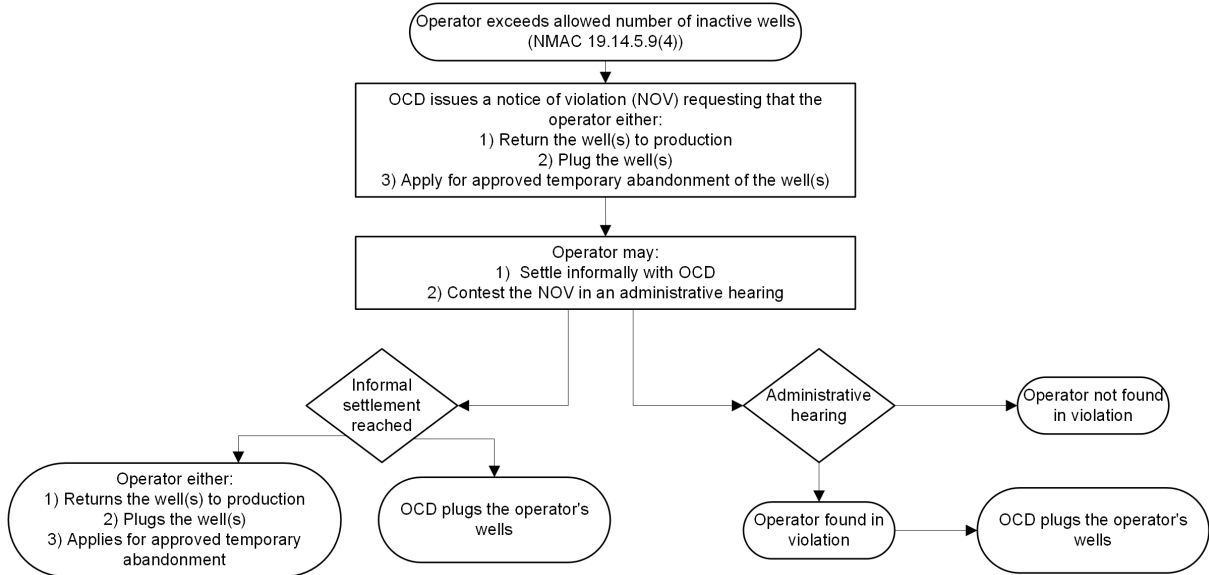 Operator exceeds allowed number of inactive wells
(NMAC 19.14.5.9(4))
OCD issues a notice of violation (NOV) requesting that the
operator either:
1) Return the well(s) to production
2) Plug the well(s)
3) Apply for approved temporary abandonment of the well(s)
Operator may:
1) Settle informally with OCD
2) Contest the NOV in an administrative hearing
Informal
settlement
reached
Administrative
hearing
Operator not found
in violation
Operator either:
1) Returns the well(s) to production
2) Plugs the well(s)
3) Applies for approved temporary
abandonment
OCD plugs the operator's
wells
Operator found in
violation
OCD plugs the operator's
wells